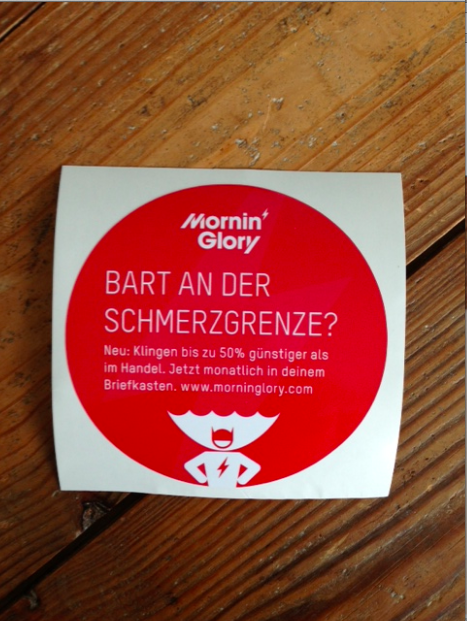 Mornin'
Glory
BART AN DER
SCHMERZGRENZE?
Neu: Klingen bis zu 50% günstiger als
im Handel. Jetzt monatlich in deinem
Briefkasten. www.morninglory.com